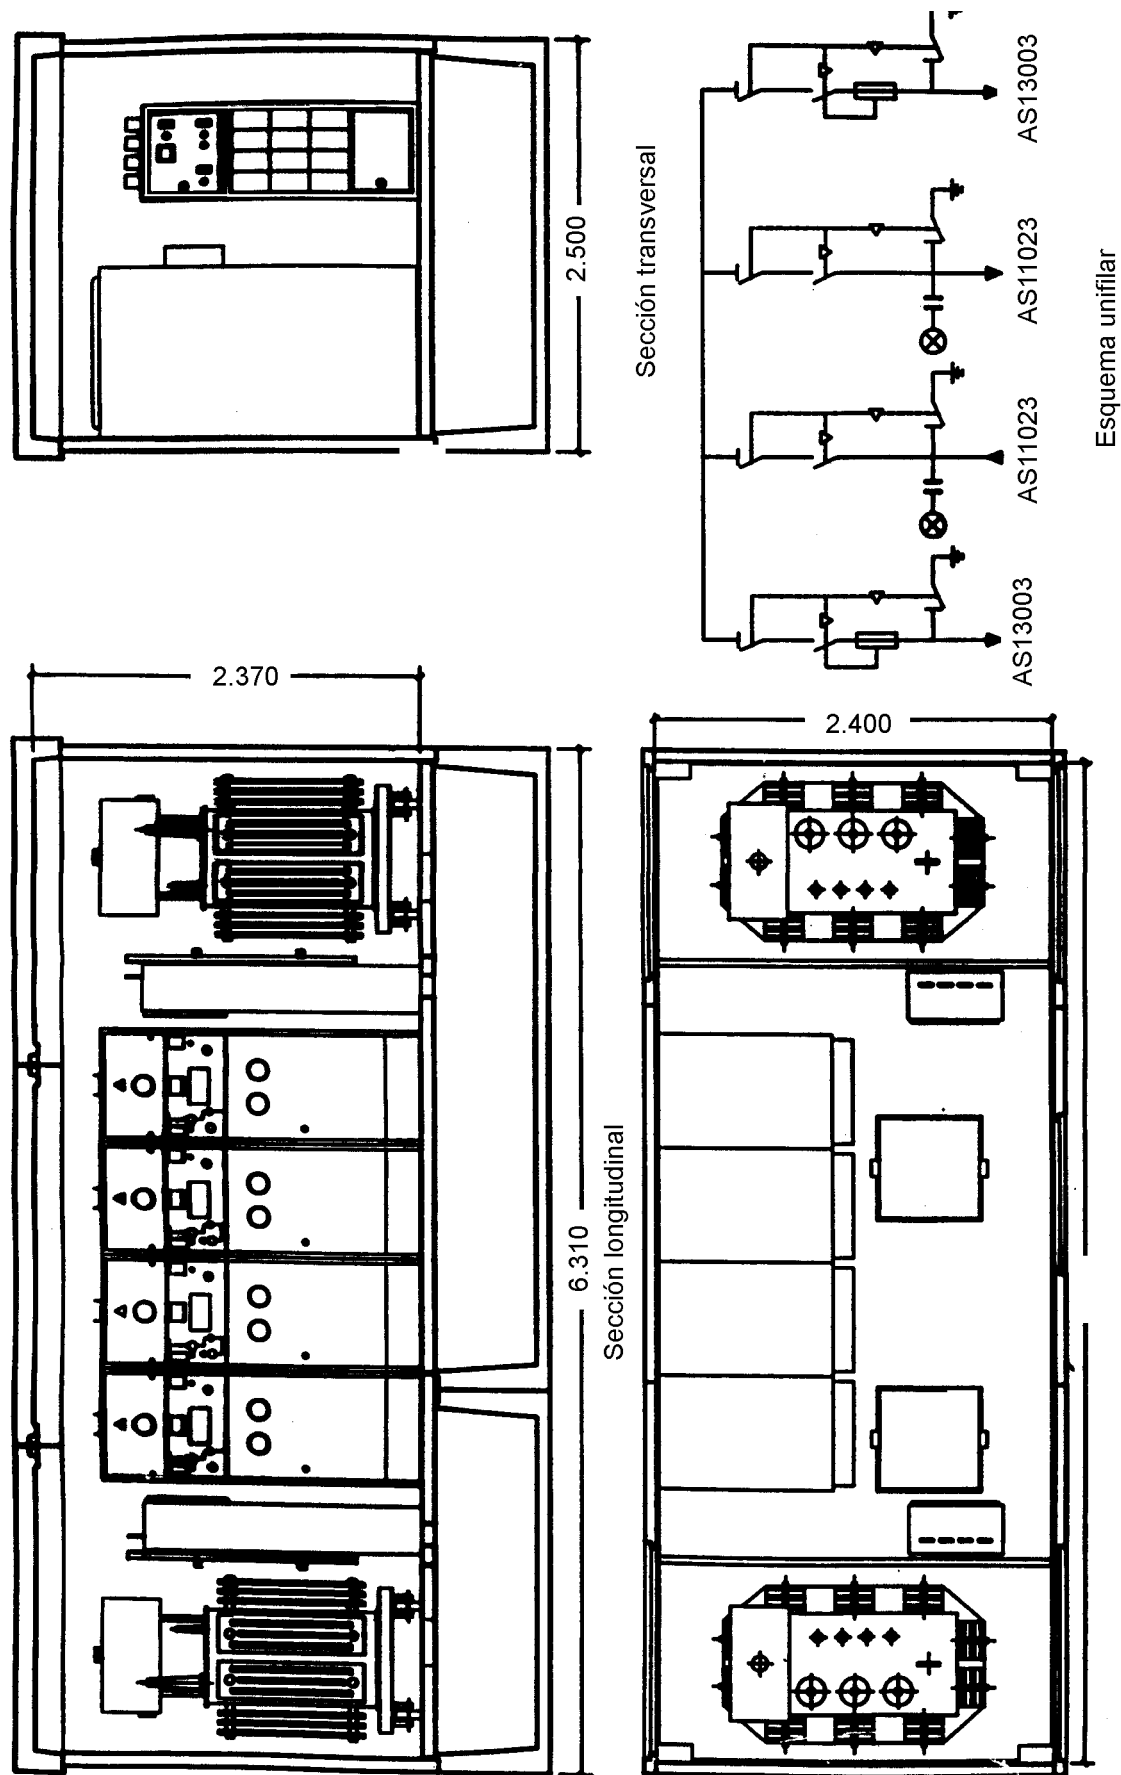 2.370
6.310
Sección longitudinal
2.500
Sección transversal
2.400
AS13003
AS11023
AS11023
AS13003
Esquema unifilar